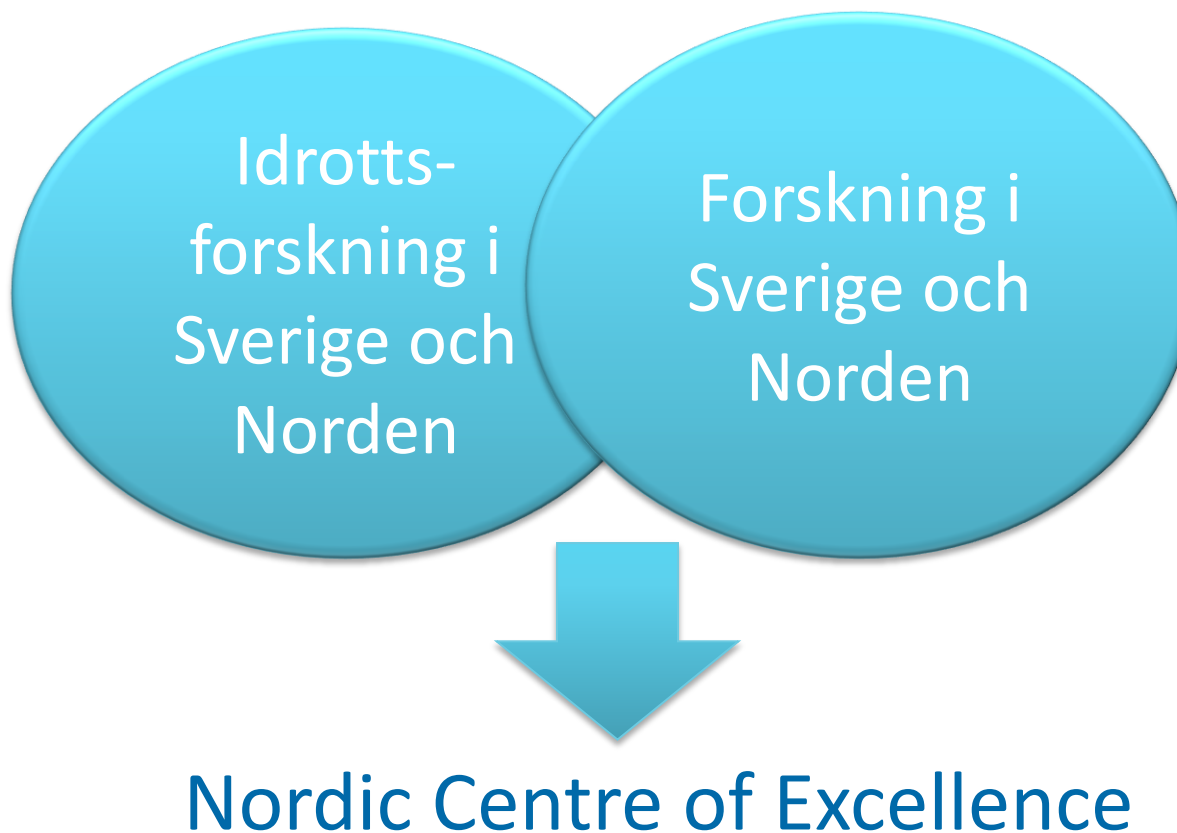 Idrotts-
forskning i
Sverige och
Norden
Forskning i
Sverige och
Norden
Nordic Centre of Excellence